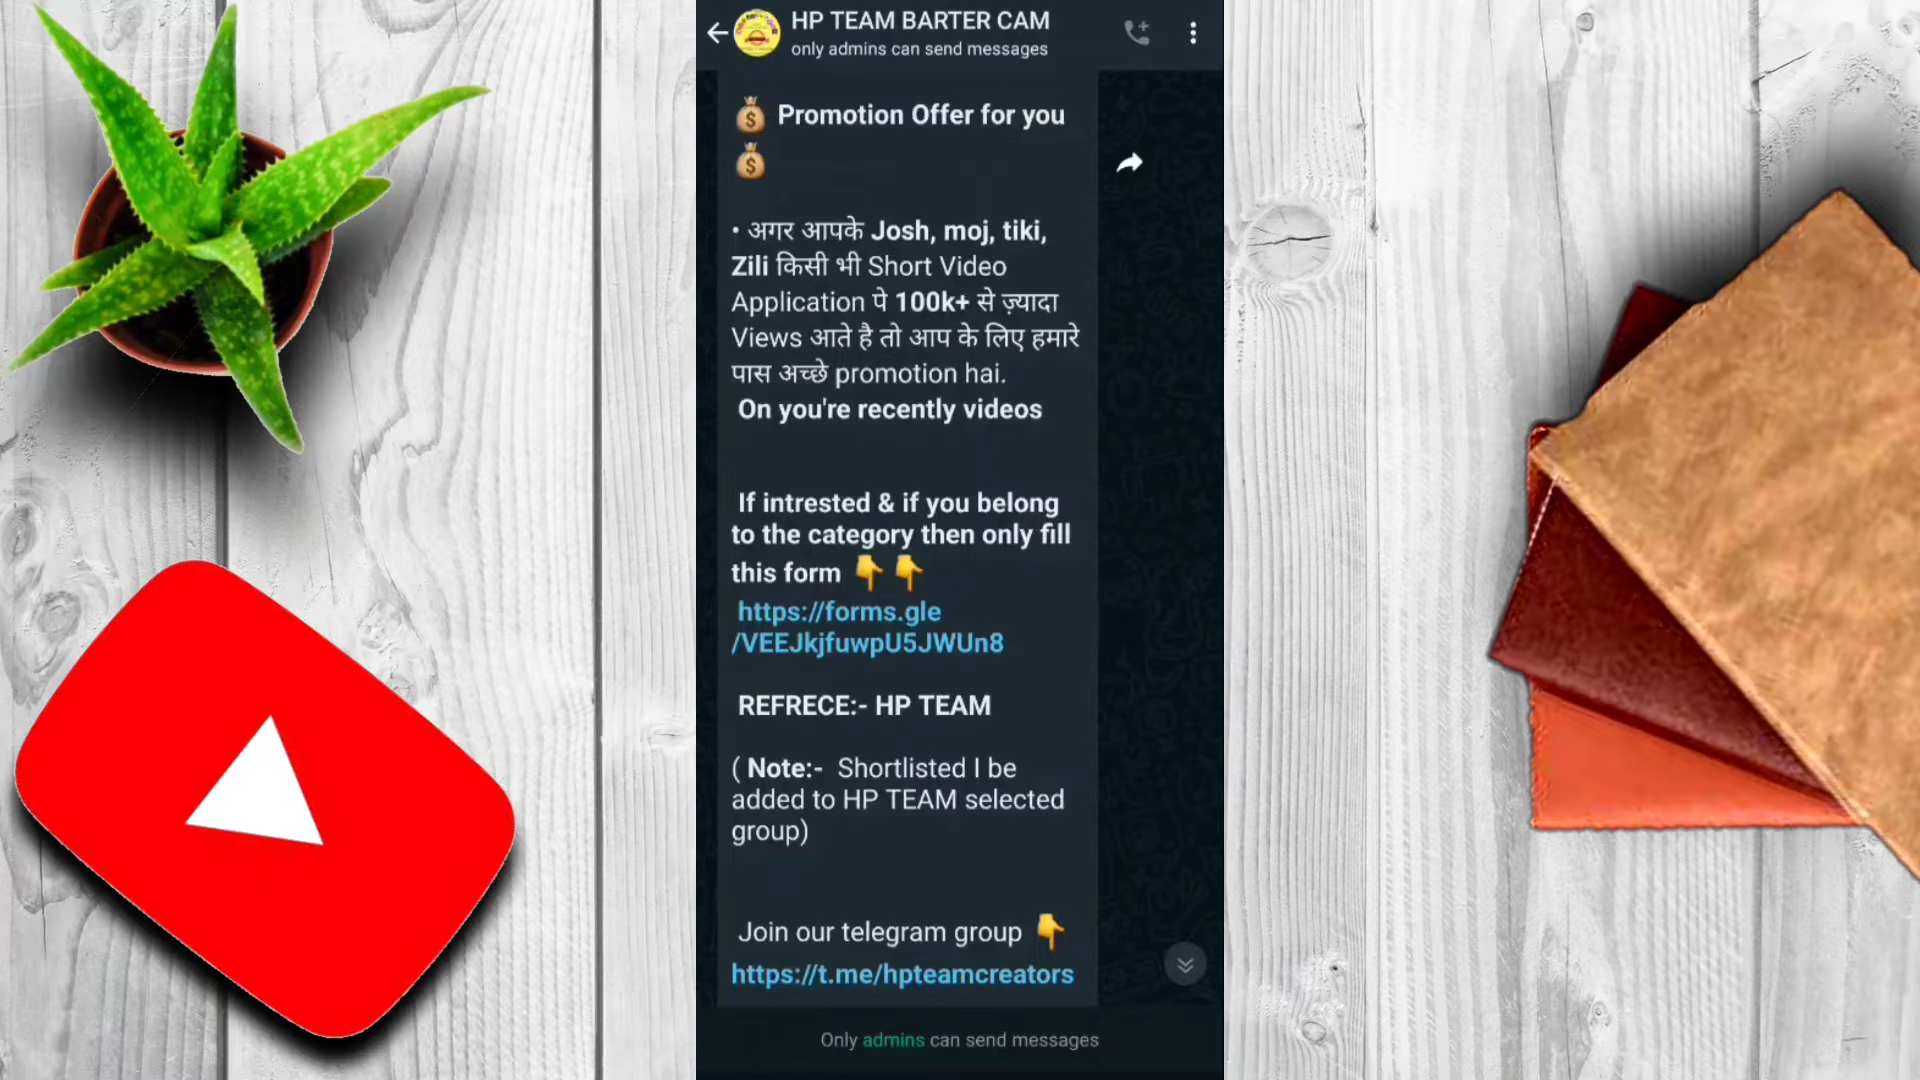 HP TEAM BARTER CAM
only admins can send messages
💰 Promotion Offer for you
💰
• अगर आपके Josh, moj, tiki,
Zili किसी भी Short Video
Application पे 100k+ से ज़्यादा
Views आते है तो आप के लिए हमारे
पास अच्छे promotion hai.
On you're recently videos
If intrested & if you belong
to the category then only fill
this form 👇👇
https://forms.gle
/VEEJkjfuwpU5JWUn8
REFRECE:- HP TEAM
( Note:- Shortlisted I be
added to HP TEAM selected
group)
Join our telegram group 👇
https://t.me/hpteamcreators
Only admins can send messages